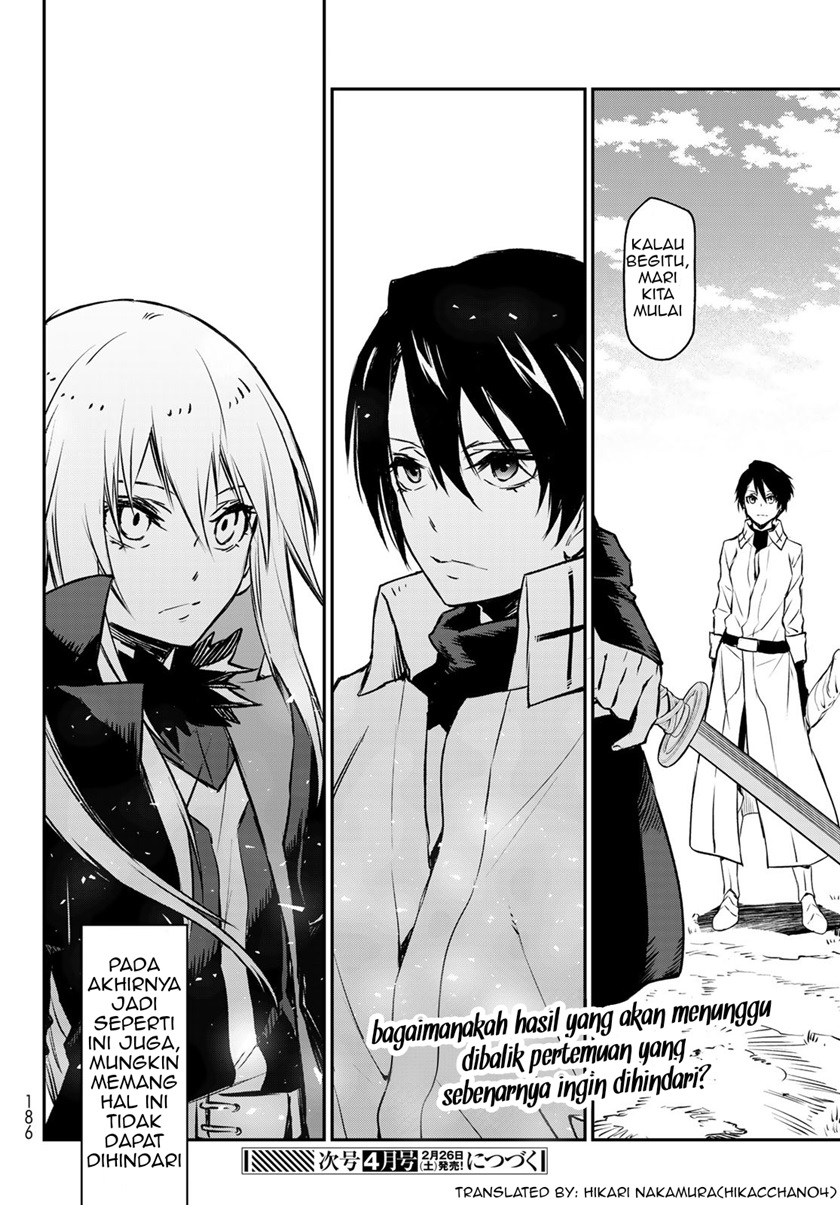 KALAU
BEGITU,
MARI
KITA
MULAI
PADA
AKHIRNYA
JADI
SEPERTI
INI JUGA,
MUNGKIN
MEMANG
HAL INI
TIDAK
DAPAT
DIHINDARI
bagaimanakah hasil yang akan menunggu
dibalik pertemuan yang
sebenarnya ingin dihindari?
186
次号4月号2月26日(土)発売!につづく
TRANSLATED BY: HIKARI NAKAMURA(HIKACCHAN04)